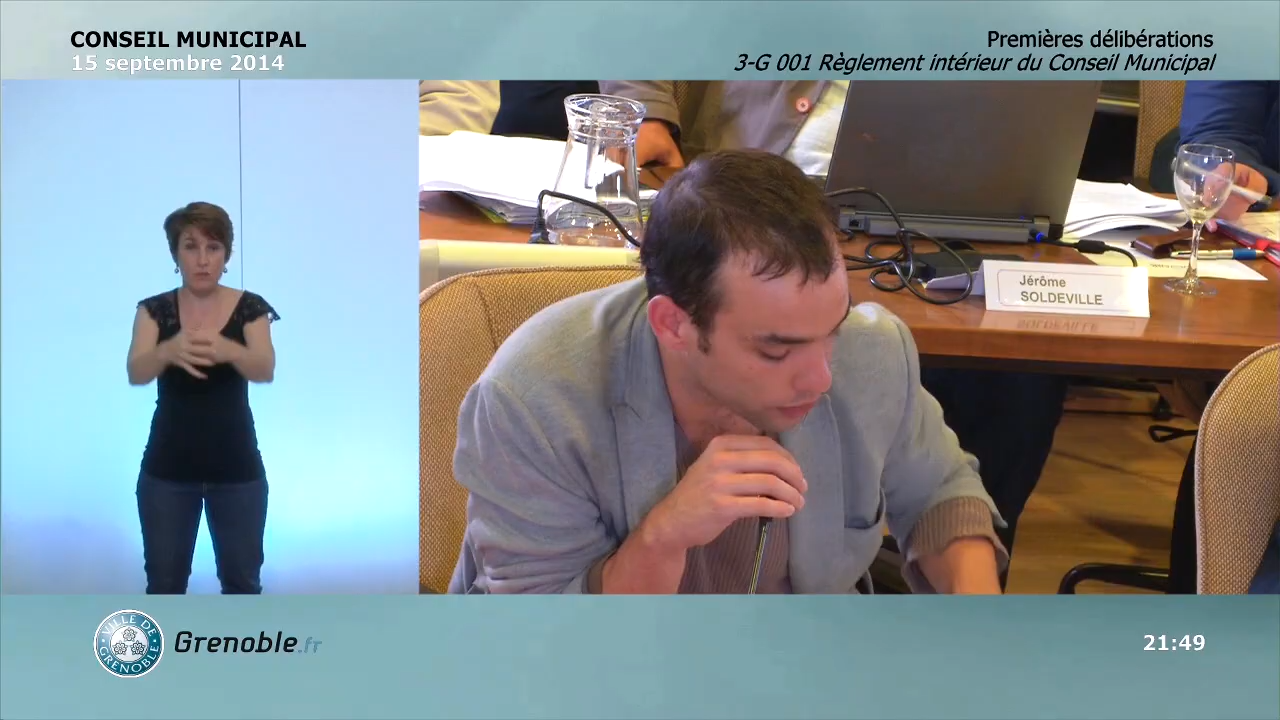 CONSEIL MUNICIPAL
15 septembre 2014
Premières délibérations
3-G 001 Règlement intérieur du Conseil Municipal
Jérôme
SOLDEVILLE
VILLE DE
GRENOBLE
Grenoble.fr
21:49